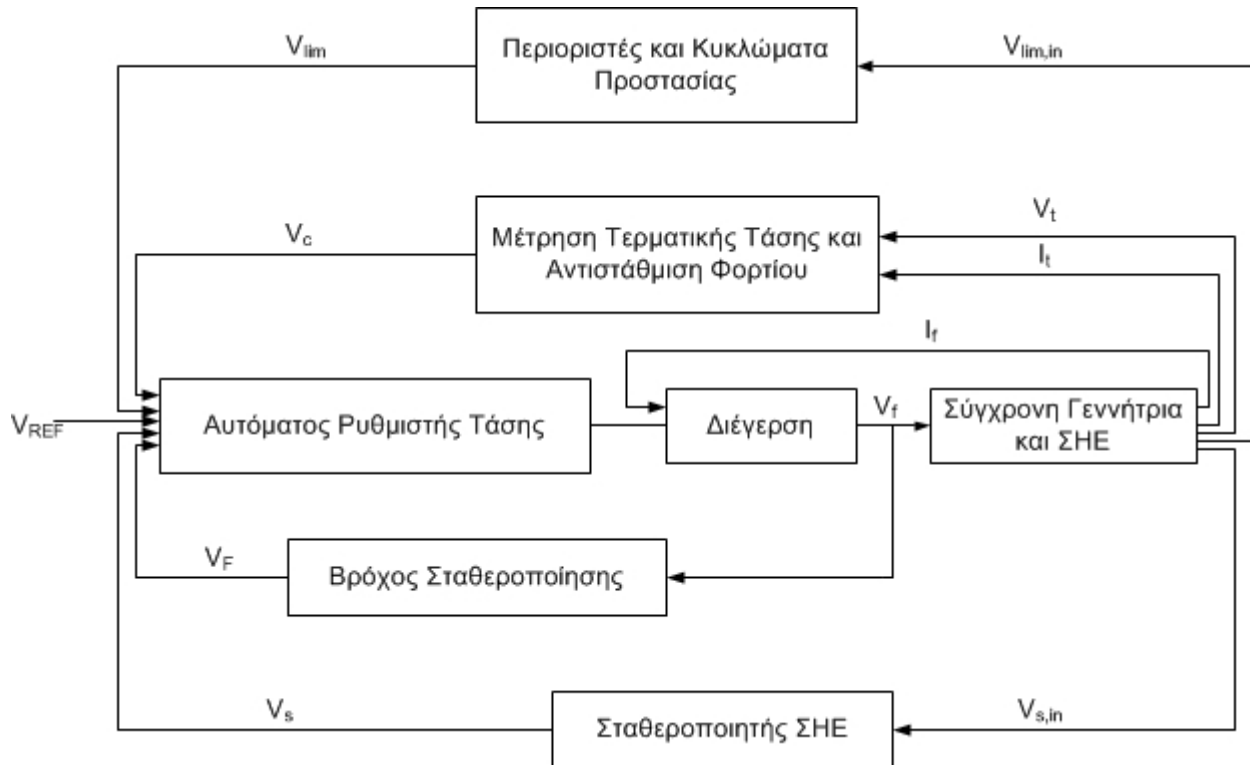 V_lim
Περιοριστές και Κυκλώματα
Προστασίας
V_lim,in
V_c
Μέτρηση Τερματικής Τάσης και
Αντιστάθμιση Φορτίου
V_t
I_t
I_f
V_REF
Αυτόματος Ρυθμιστής Τάσης
Διέγερση
V_f
Σύγχρονη Γεννήτρια
και ΣΗΕ
V_F
Βρόχος Σταθεροποίησης
V_s
Σταθεροποιητής ΣΗΕ
V_s,in